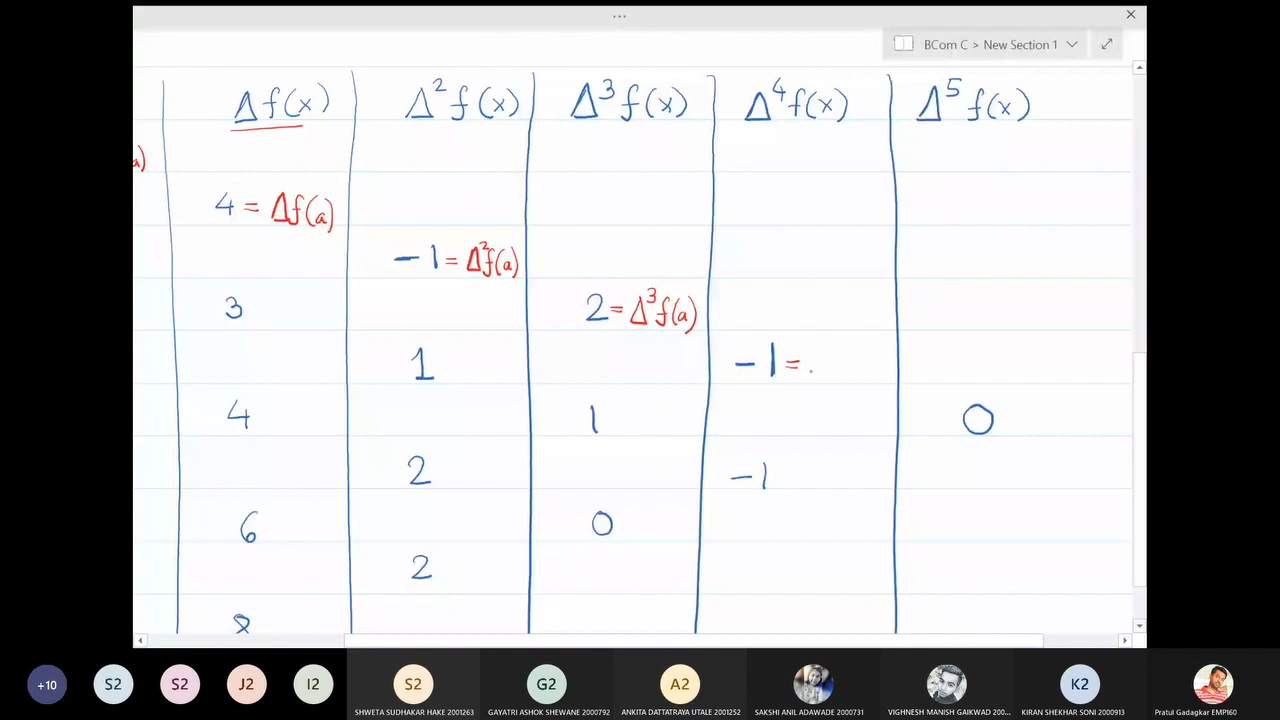 BCom C > New Section 1
Δf(x) Δ²f(x) Δ³f(x) Δ⁴f(x) Δ⁵f(x)
a)
4 = Δf(a)
-1 = Δ²f(a)
3 2 = Δ³f(a)
1 -1 =
4 1 0
2 -1
6 0
2
8
+10 S2 S2 J2 I2 S2 G2 A2 K2
SHWETA SUDHAKAR HAKE 2001263 GAYATRI ASHOK SHEWANE 2000792 ANKITA DATTATRAYA UTALE 2001252 SAKSHI ANIL ADAWADE 2000731 VIGHNESH MANISH GAIKWAD 200... KIRAN SHEKHAR SONI 2000913 Pratul Gadagkar EMP160